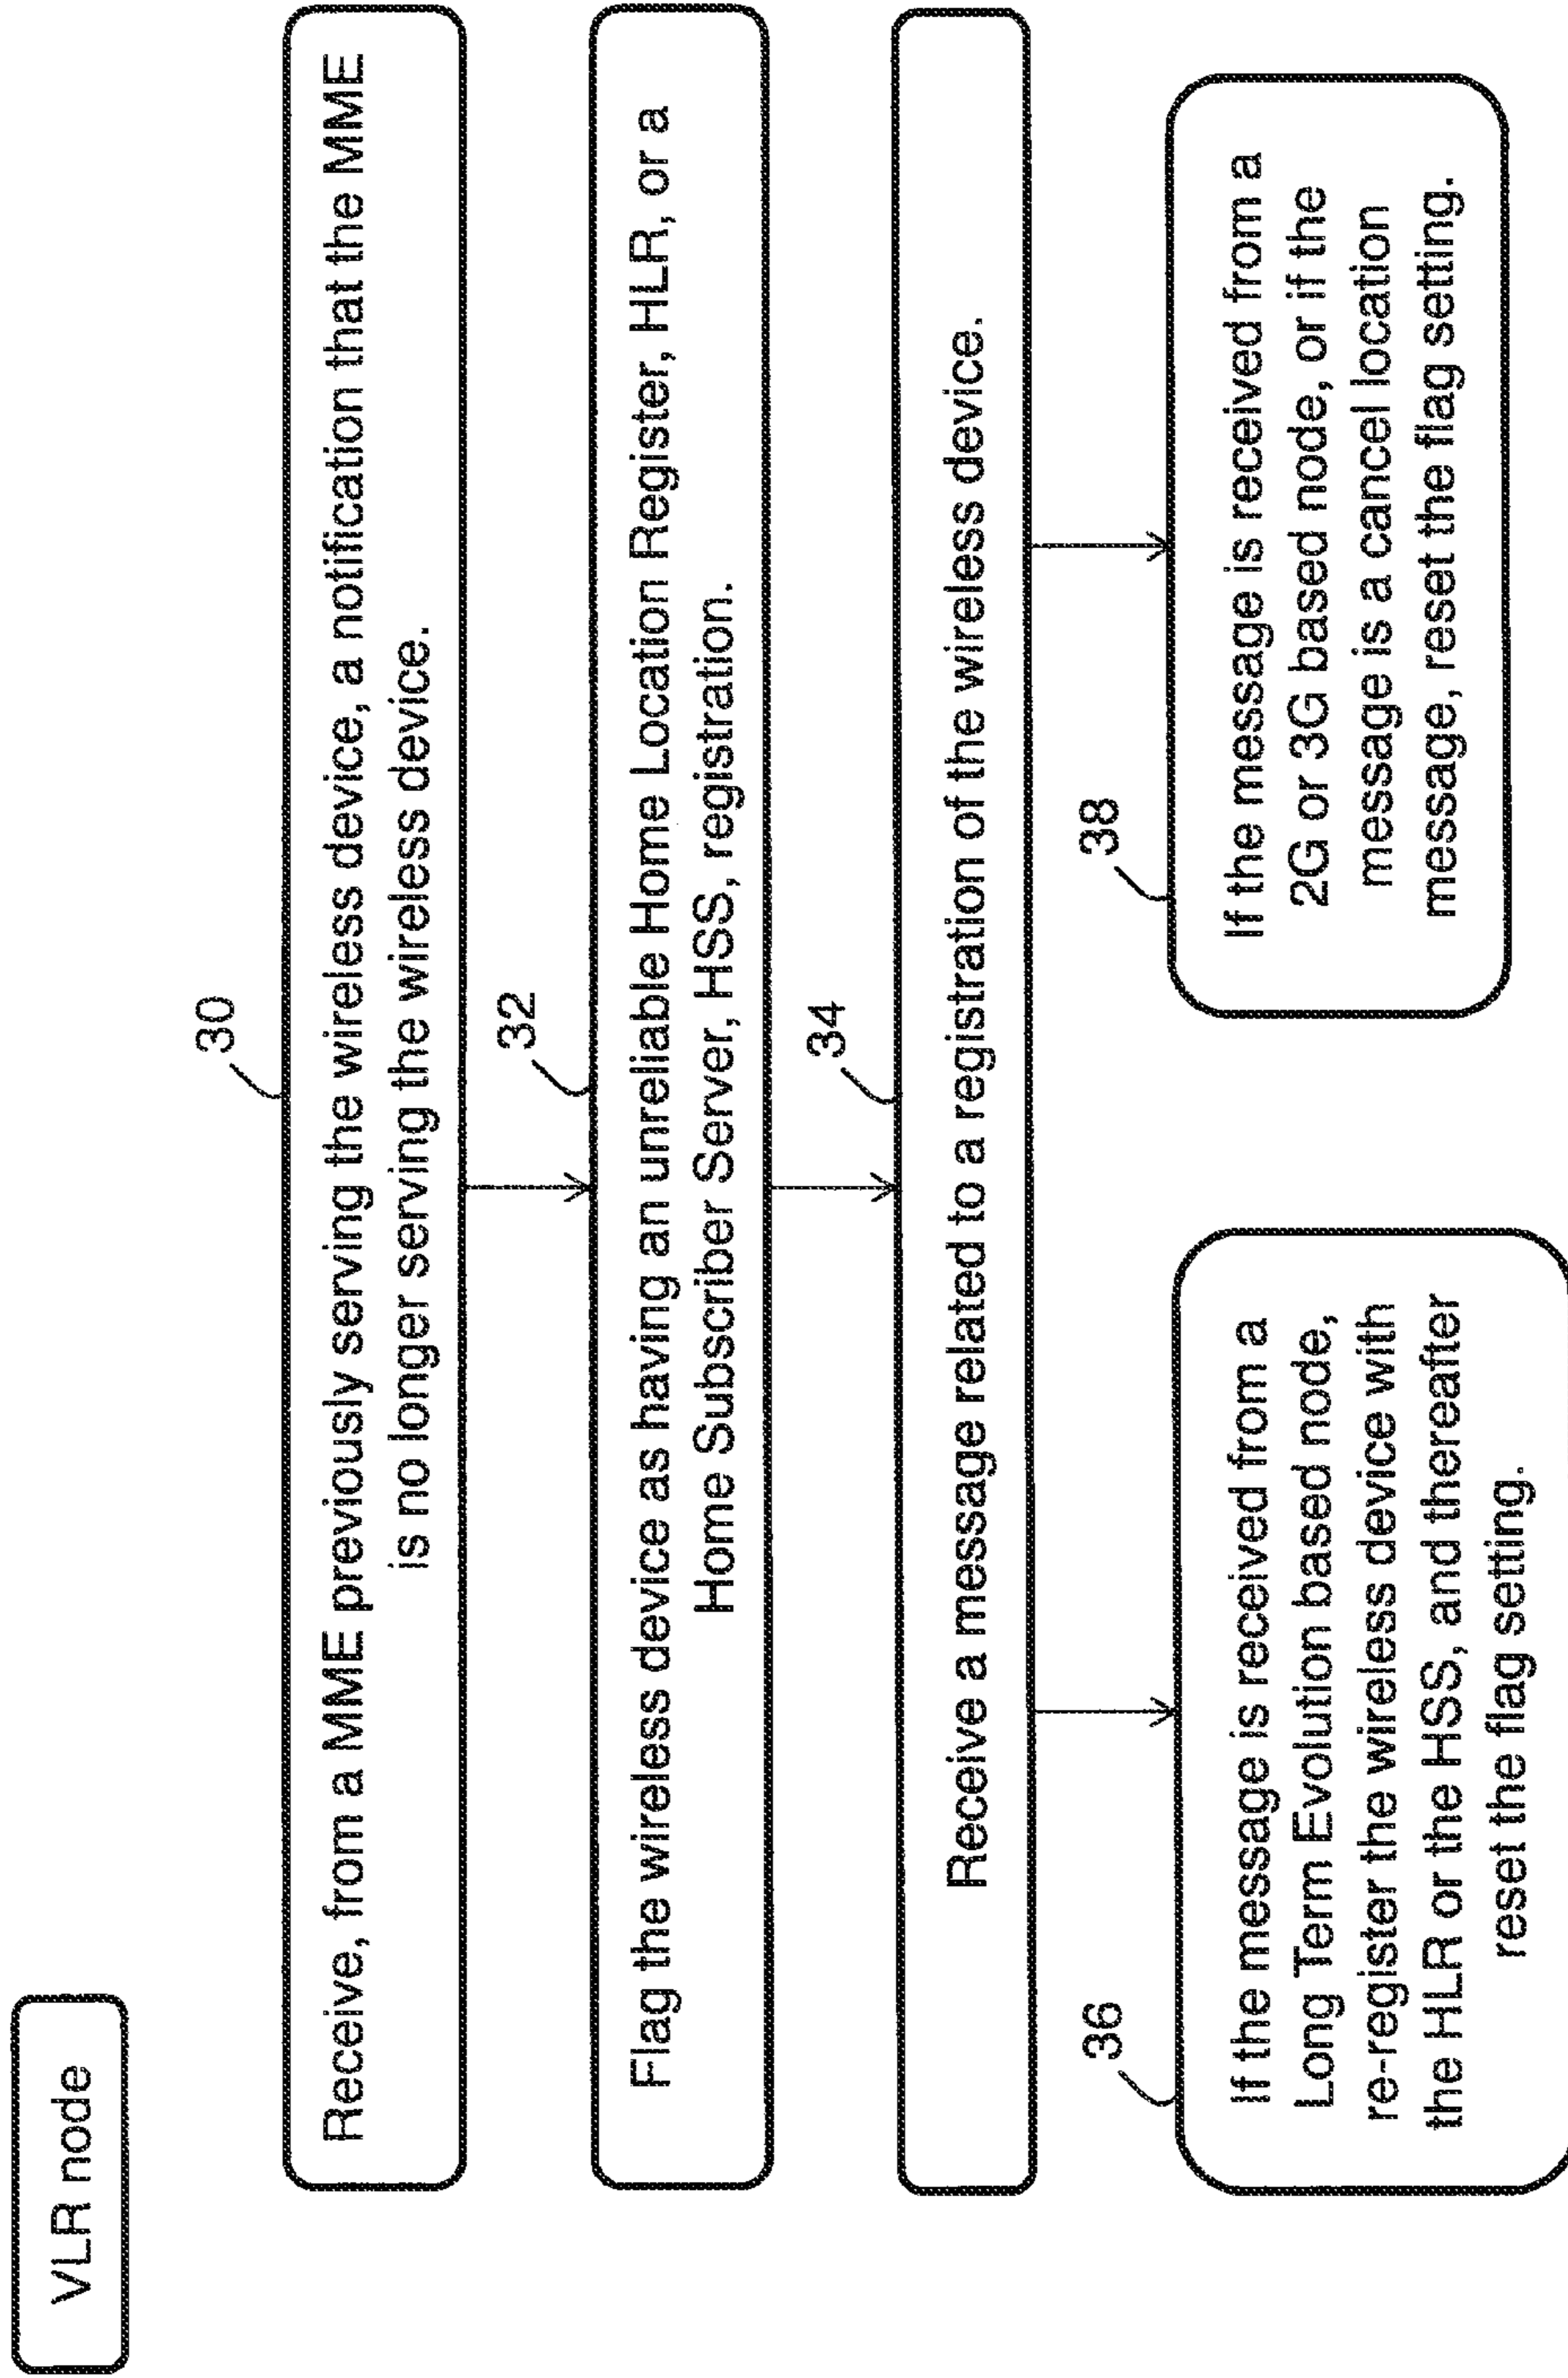 VLR node
30
Receive, from a MME previously serving the wireless device, a notification that the MME
is no longer serving the wireless device.
32
Flag the wireless device as having an unreliable Home Location Register, HLR, or a
Home Subscriber Server, HSS, registration.
34
Receive a message related to a registration of the wireless device.
36
If the message is received from a
Long Term Evolution based node,
re-register the wireless device with
the HLR or the HSS, and thereafter
reset the flag setting.
38
If the message is received from a
2G or 3G based node, or if the
message is a cancel location
message, reset the flag setting.